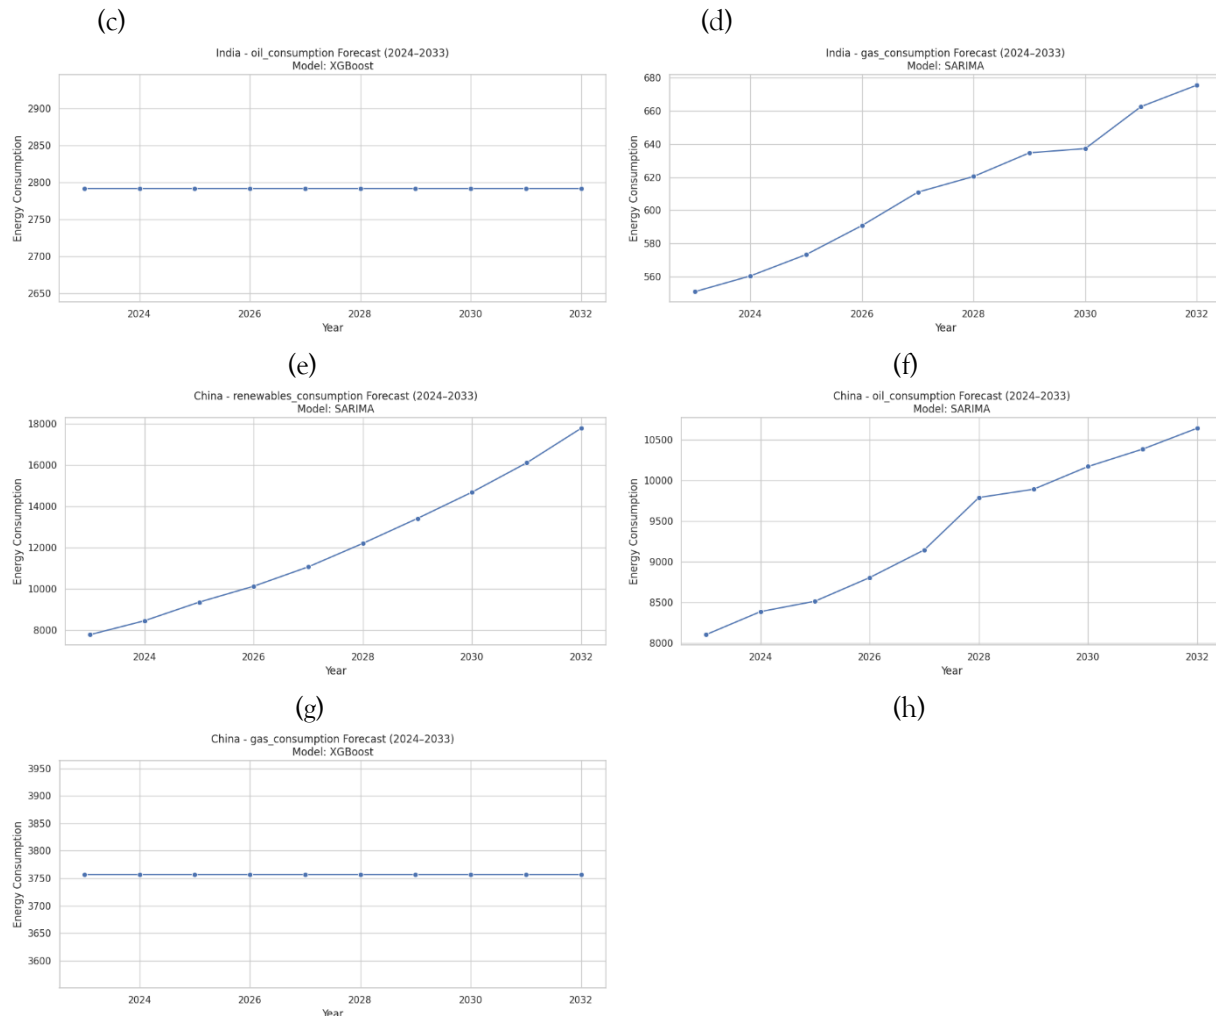 (c)
(d)
India - oil_consumption Forecast (2024–2033)
Model: XGBoost
2900
2850
2800
2750
2700
2650
Energy Consumption
2024
2026
2028
2030
2032
Year
India - gas_consumption Forecast (2024–2033)
Model: SARIMA
680
660
640
620
600
580
560
Energy Consumption
2024
2026
2028
2030
2032
Year
(e)
(f)
China - renewables_consumption Forecast (2024–2033)
Model: SARIMA
18000
16000
14000
12000
10000
8000
Energy Consumption
2024
2026
2028
2030
2032
Year
China - oil_consumption Forecast (2024–2033)
Model: SARIMA
10500
10000
9500
9000
8500
8000
Energy Consumption
2024
2026
2028
2030
2032
Year
(g)
(h)
China - gas_consumption Forecast (2024–2033)
Model: XGBoost
3950
3900
3850
3800
3750
3700
3650
3600
Energy Consumption
2024
2026
2028
2030
2032
Year